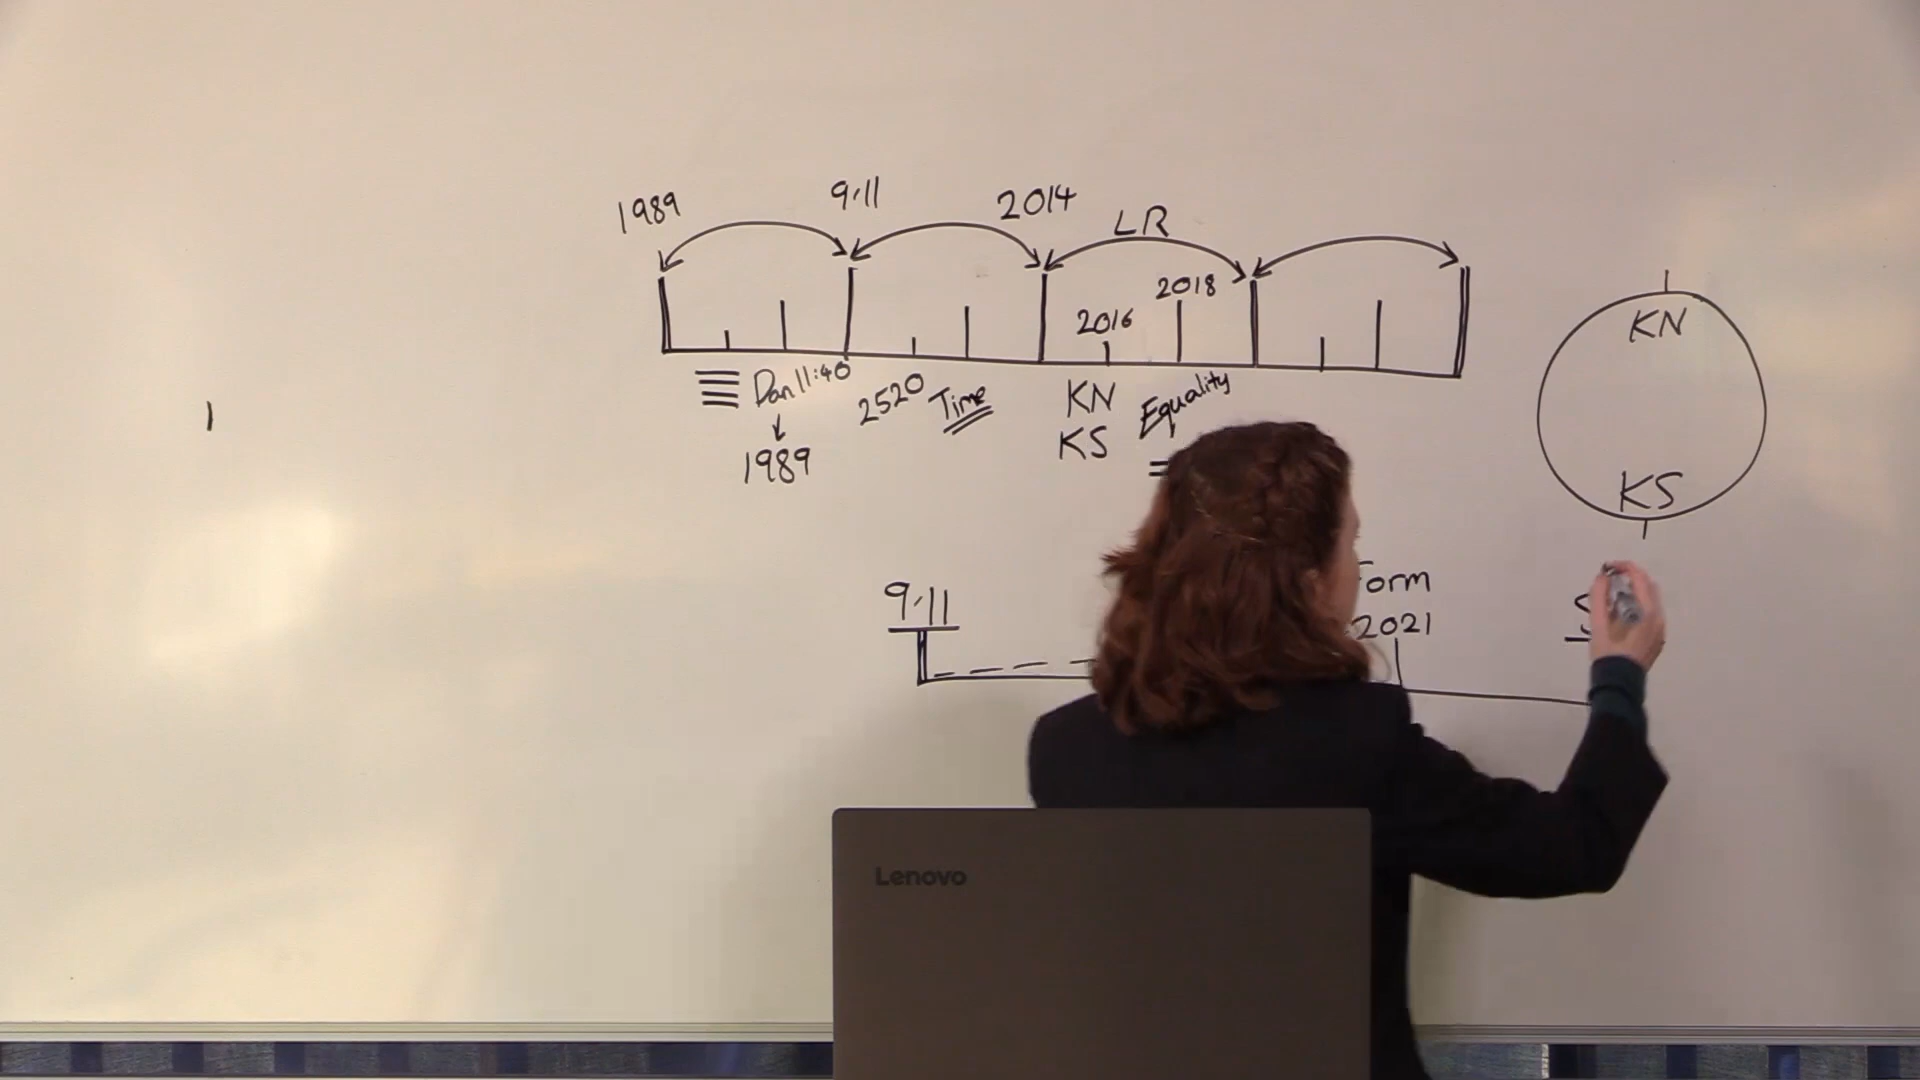 1989
9.11
2014
LR
2018
2016
KN
Dan 11:40
2520 Time
KN
Equality
1989
KS
KS
9.11
Form
2021
Lenovo